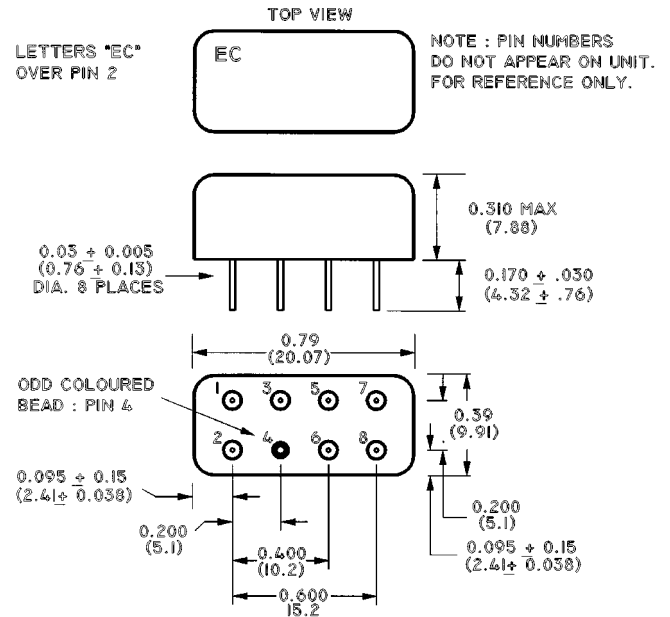 TOP VIEW
LETTERS "EC"
OVER PIN 2
EC
NOTE : PIN NUMBERS
DO NOT APPEAR ON UNIT.
FOR REFERENCE ONLY.
0.310 MAX
(7.88)
0.03 ± 0.005
(0.76 ± 0.13)
DIA. 8 PLACES
0.170 ± .030
(4.32 ± .76)
0.79
(20.07)
ODD COLOURED
BEAD : PIN 4
1 3 5 7
2 4 6 8
0.39
(9.91)
0.095 ± 0.15
(2.41± 0.038)
0.200
(5.1)
0.400
(10.2)
0.600
15.2
0.200
(5.1)
0.095 ± 0.15
(2.41± 0.038)